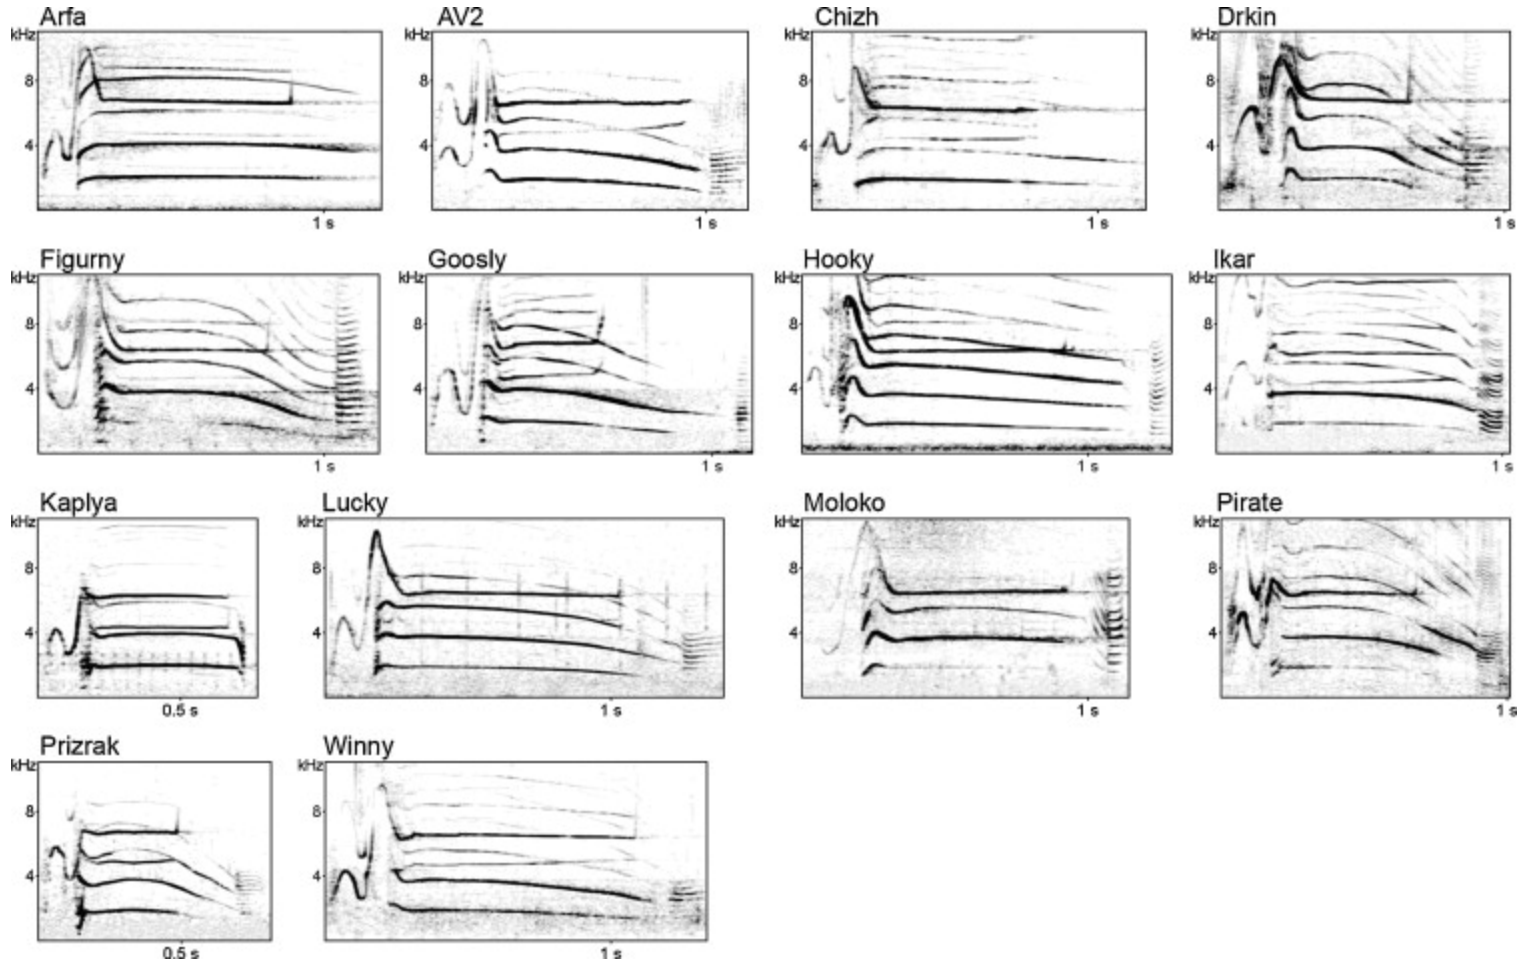 Arfa AV2 Chizh Drkin
kHz kHz kHz kHz
8 8 8 8
4 4 4 4
1 s 1 s 1 s 1 s
Figurny Goosly Hooky Ikar
kHz kHz kHz kHz
8 8 8 8
4 4 4 4
1 s 1 s 1 s 1 s
Kaplya Lucky Moloko Pirate
kHz kHz kHz kHz
8 8 8 8
4 4 4 4
0.5 s 1 s 1 s 1 s
Prizrak Winny
kHz kHz
8 8
4 4
0.5 s 1 s